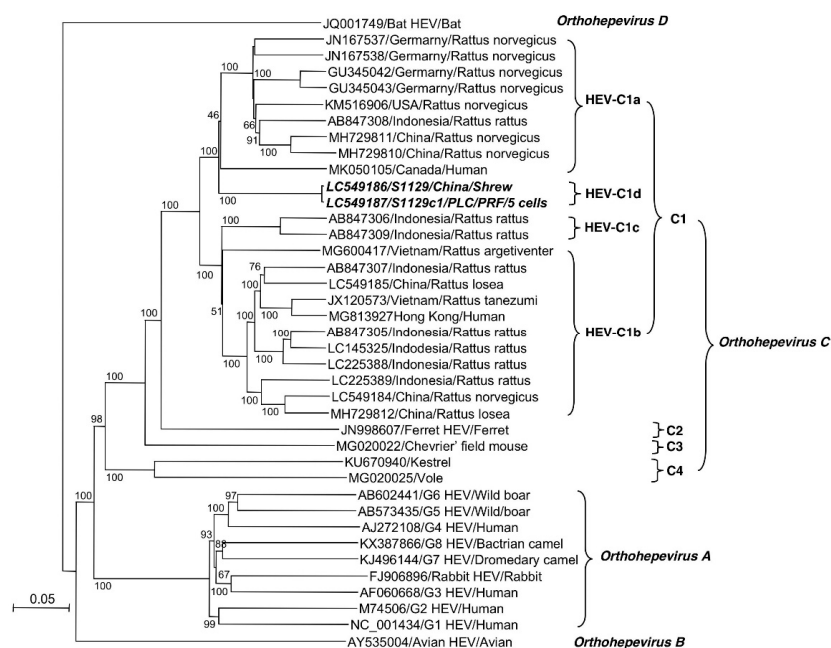 JQ001749/Bat HEV/Bat Orthohepevirus D
JN167537/Germarny/Rattus norvegicus
100
JN167538/Germarny/Rattus norvegicus
100
GU345042/Germarny/Rattus norvegicus
100
GU345043/Germarny/Rattus norvegicus
HEV-C1a
KM516906/USA/Rattus norvegicus
46
AB847308/Indonesia/Rattus rattus
66
MH729811/China/Rattus norvegicus
91
100
MH729810/China/Rattus norvegicus
100
MK050105/Canada/Human
LC549186/S1129/China/Shrew
100
HEV-C1d
LC549187/S1129c1/PLC/PRF/5 cells
100
AB847306/Indonesia/Rattus rattus
100
HEV-C1c
C1
AB847309/Indonesia/Rattus rattus
MG600417/Vietnam/Rattus argetiventer
100
AB847307/Indonesia/Rattus rattus
76
LC549185/China/Rattus losea
100
JX120573/Vietnam/Rattus tanezumi
100
MG813927Hong Kong/Human
51
100
AB847305/Indonesia/Rattus rattus
100
HEV-C1b
LC145325/Indodesia/Rattus rattus
100
Orthohepevirus C
LC225388/Indonesia/Rattus rattus
100
LC225389/Indonesia/Rattus rattus
100
LC549184/China/Rattus norvegicus
100
MH729812/China/Rattus losea
100
JN998607/Ferret HEV/Ferret
C2
MG020022/Chevrier' field mouse
C3
100
KU670940/Kestrel
98
C4
MG020025/Vole
100
AB602441/G6 HEV/Wild boar
97
AB573435/G5 HEV/Wild/boar
100
AJ272108/G4 HEV/Human
93
KX387866/G8 HEV/Bactrian camel
88
Orthohepevirus A
KJ496144/G7 HEV/Dromedary camel
100
FJ906896/Rabbit HEV/Rabbit
67
AF060668/G3 HEV/Human
100
0.05
M74506/G2 HEV/Human
NC_001434/G1 HEV/Human
99
AY535004/Avian HEV/Avian Orthohepevirus B